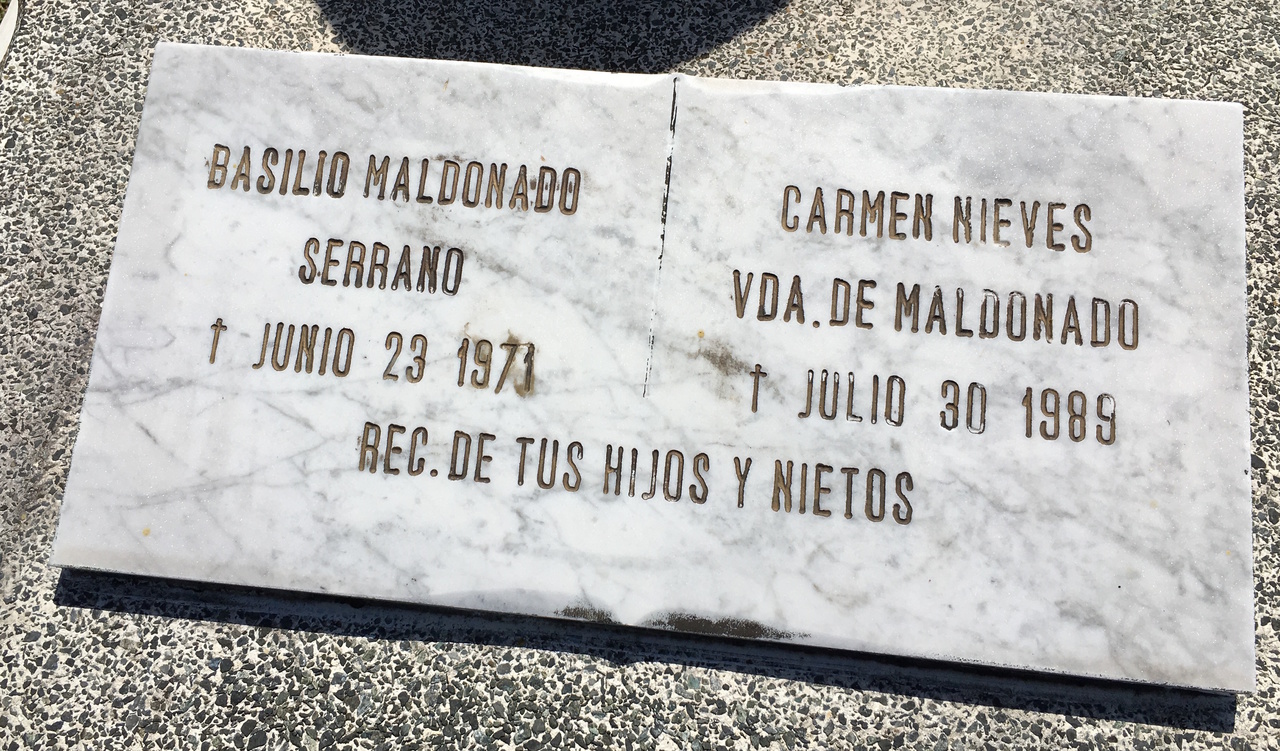 BASILIO MALDONADO
SERRANO
† JUNIO 23 1971
CARMEN NIEVES
VDA. DE MALDONADO
† JULIO 30 1989
REC. DE TUS HIJOS Y NIETOS